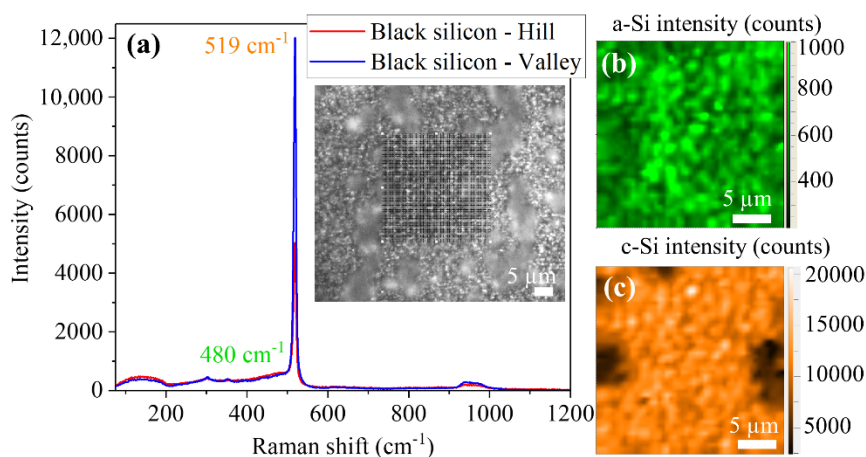 (a)
519 cm⁻¹
Black silicon - Hill
Black silicon - Valley
12,000
10,000
8000
6000
4000
2000
0
Intensity (counts)
480 cm⁻¹
5 µm
200
400
600
800
1000
1200
Raman shift (cm⁻¹)
a-Si intensity (counts)
(b)
5 µm
1000
800
600
400
c-Si intensity (counts)
(c)
5 µm
20000
15000
10000
5000